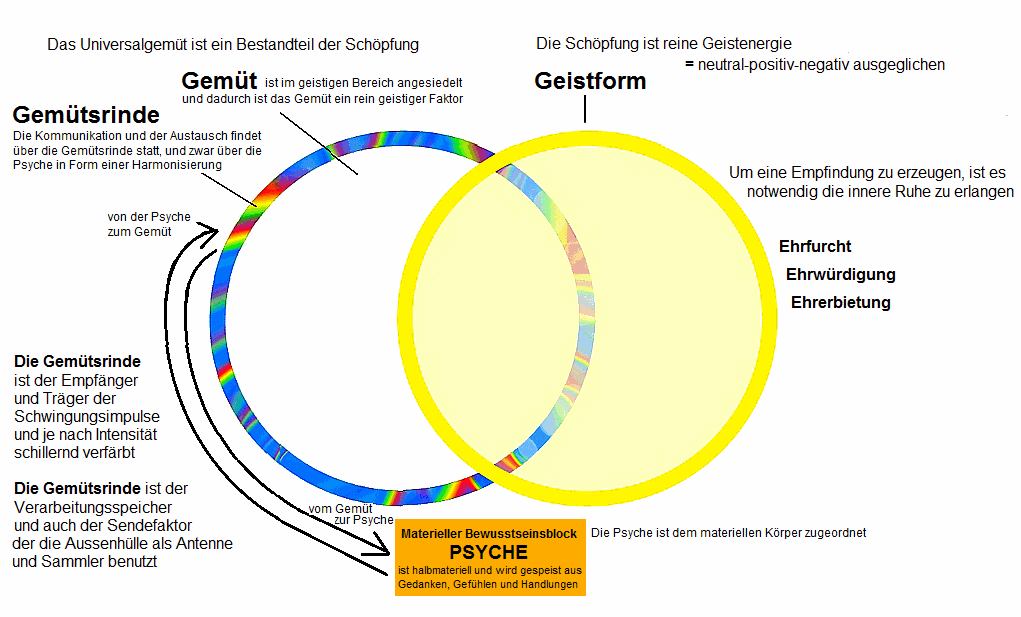 Das Universalgemüt ist ein Bestandteil der Schöpfung
Die Schöpfung ist reine Geistenergie
= neutral-positiv-negativ ausgeglichen
Gemüt ist im geistigen Bereich angesiedelt
und dadurch ist das Gemüt ein rein geistiger Faktor
Geistform
Gemütsrinde
Die Kommunikation und der Austausch findet
über die Gemütsrinde statt, und zwar über die
Psyche in Form einer Harmonisierung
Um eine Empfindung zu erzeugen, ist es
notwendig die innere Ruhe zu erlangen
von der Psyche
zum Gemüt
Ehrfurcht
Ehrwürdigung
Ehrerbietung
Die Gemütsrinde
ist der Empfänger
und Träger der
Schwingungsimpulse
und je nach Intensität
schillernd verfärbt
Die Gemütsrinde ist der
Verarbeitungsspeicher
und auch der Sendefaktor
der die Aussenhülle als Antenne
und Sammler benutzt
vom Gemüt
zur Psyche
Materieller Bewusstseinsblock
PSYCHE
ist halbmateriell und wird gespeist aus
Gedanken, Gefühlen und Handlungen
Die Psyche ist dem materiellen Körper zugeordnet